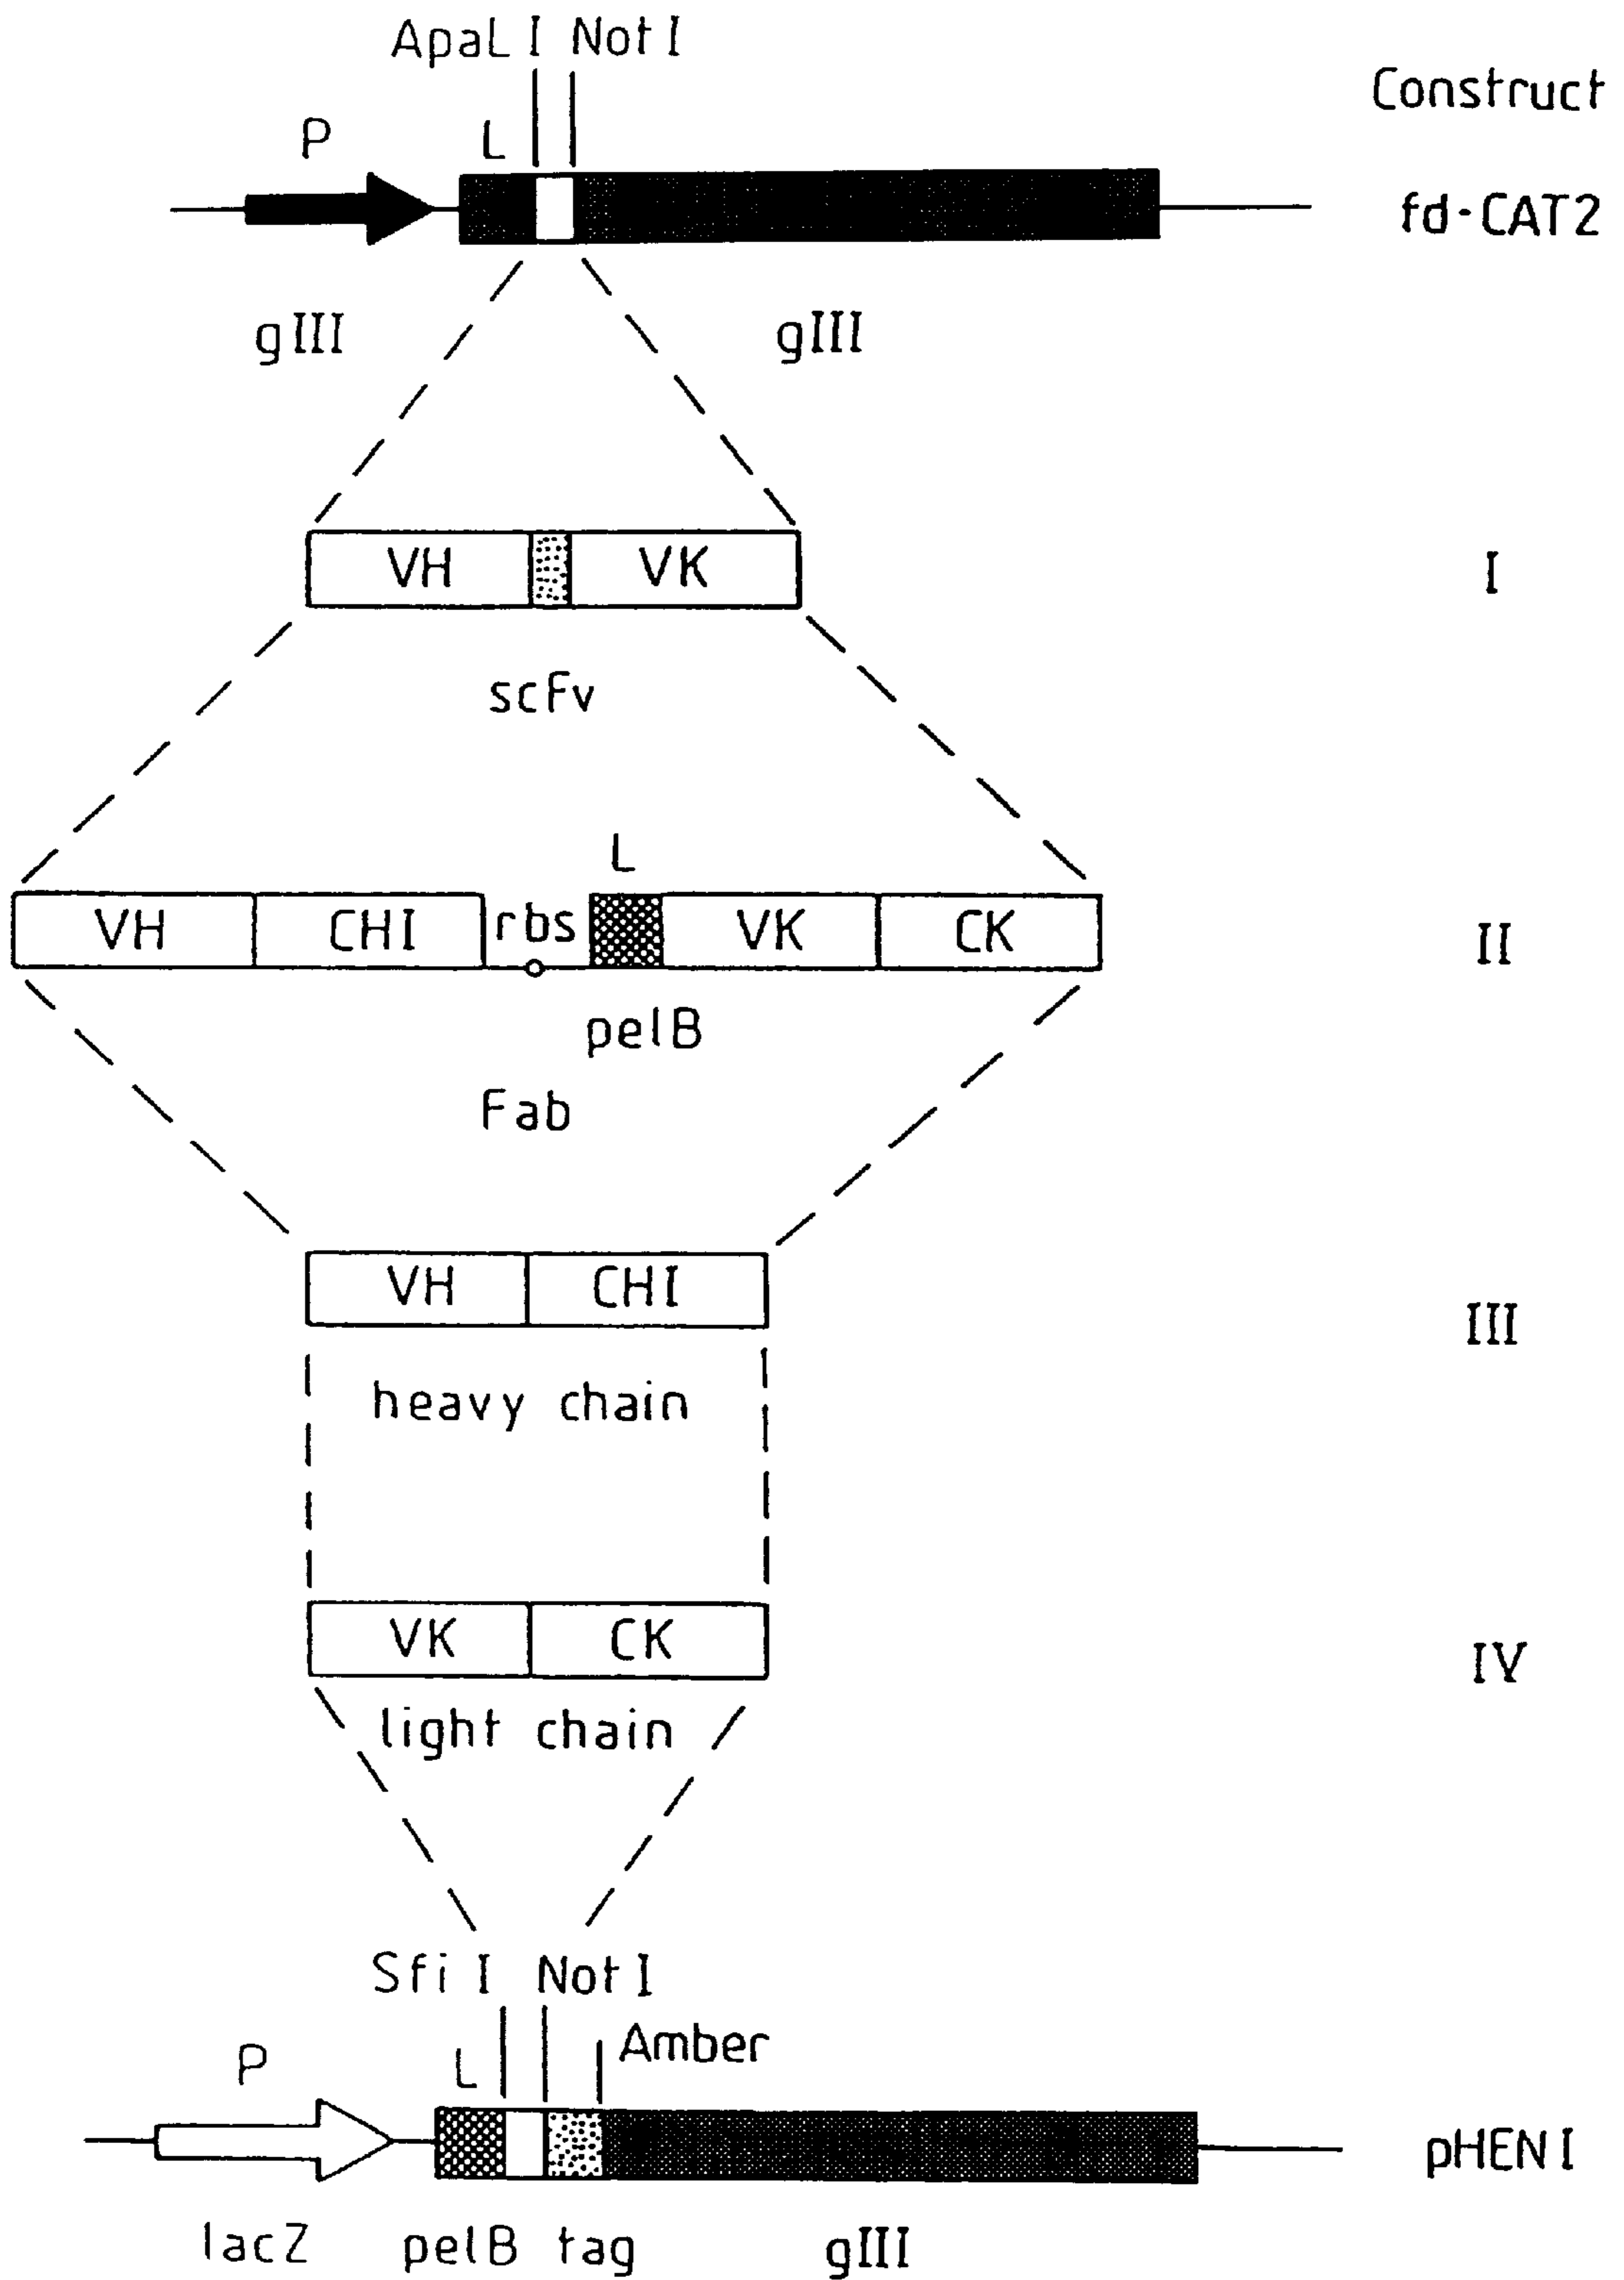 ApaL I Not I
Construct
P L
fd-CAT2
gIII gIII
VH VK I
scFv
L
VH CHI rbs VK CK II
pelB
Fab
VH CHI III
heavy chain
VK CK IV
light chain
Sfi I Not I
Amber
P L
pHEN I
lacZ pelB tag gIII